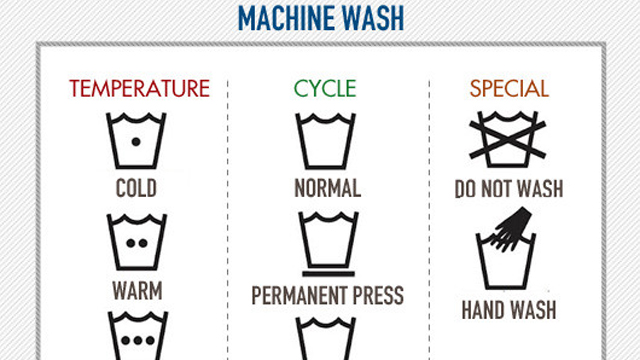 MACHINE WASH
TEMPERATURE CYCLE SPECIAL
COLD NORMAL DO NOT WASH
WARM PERMANENT PRESS HAND WASH